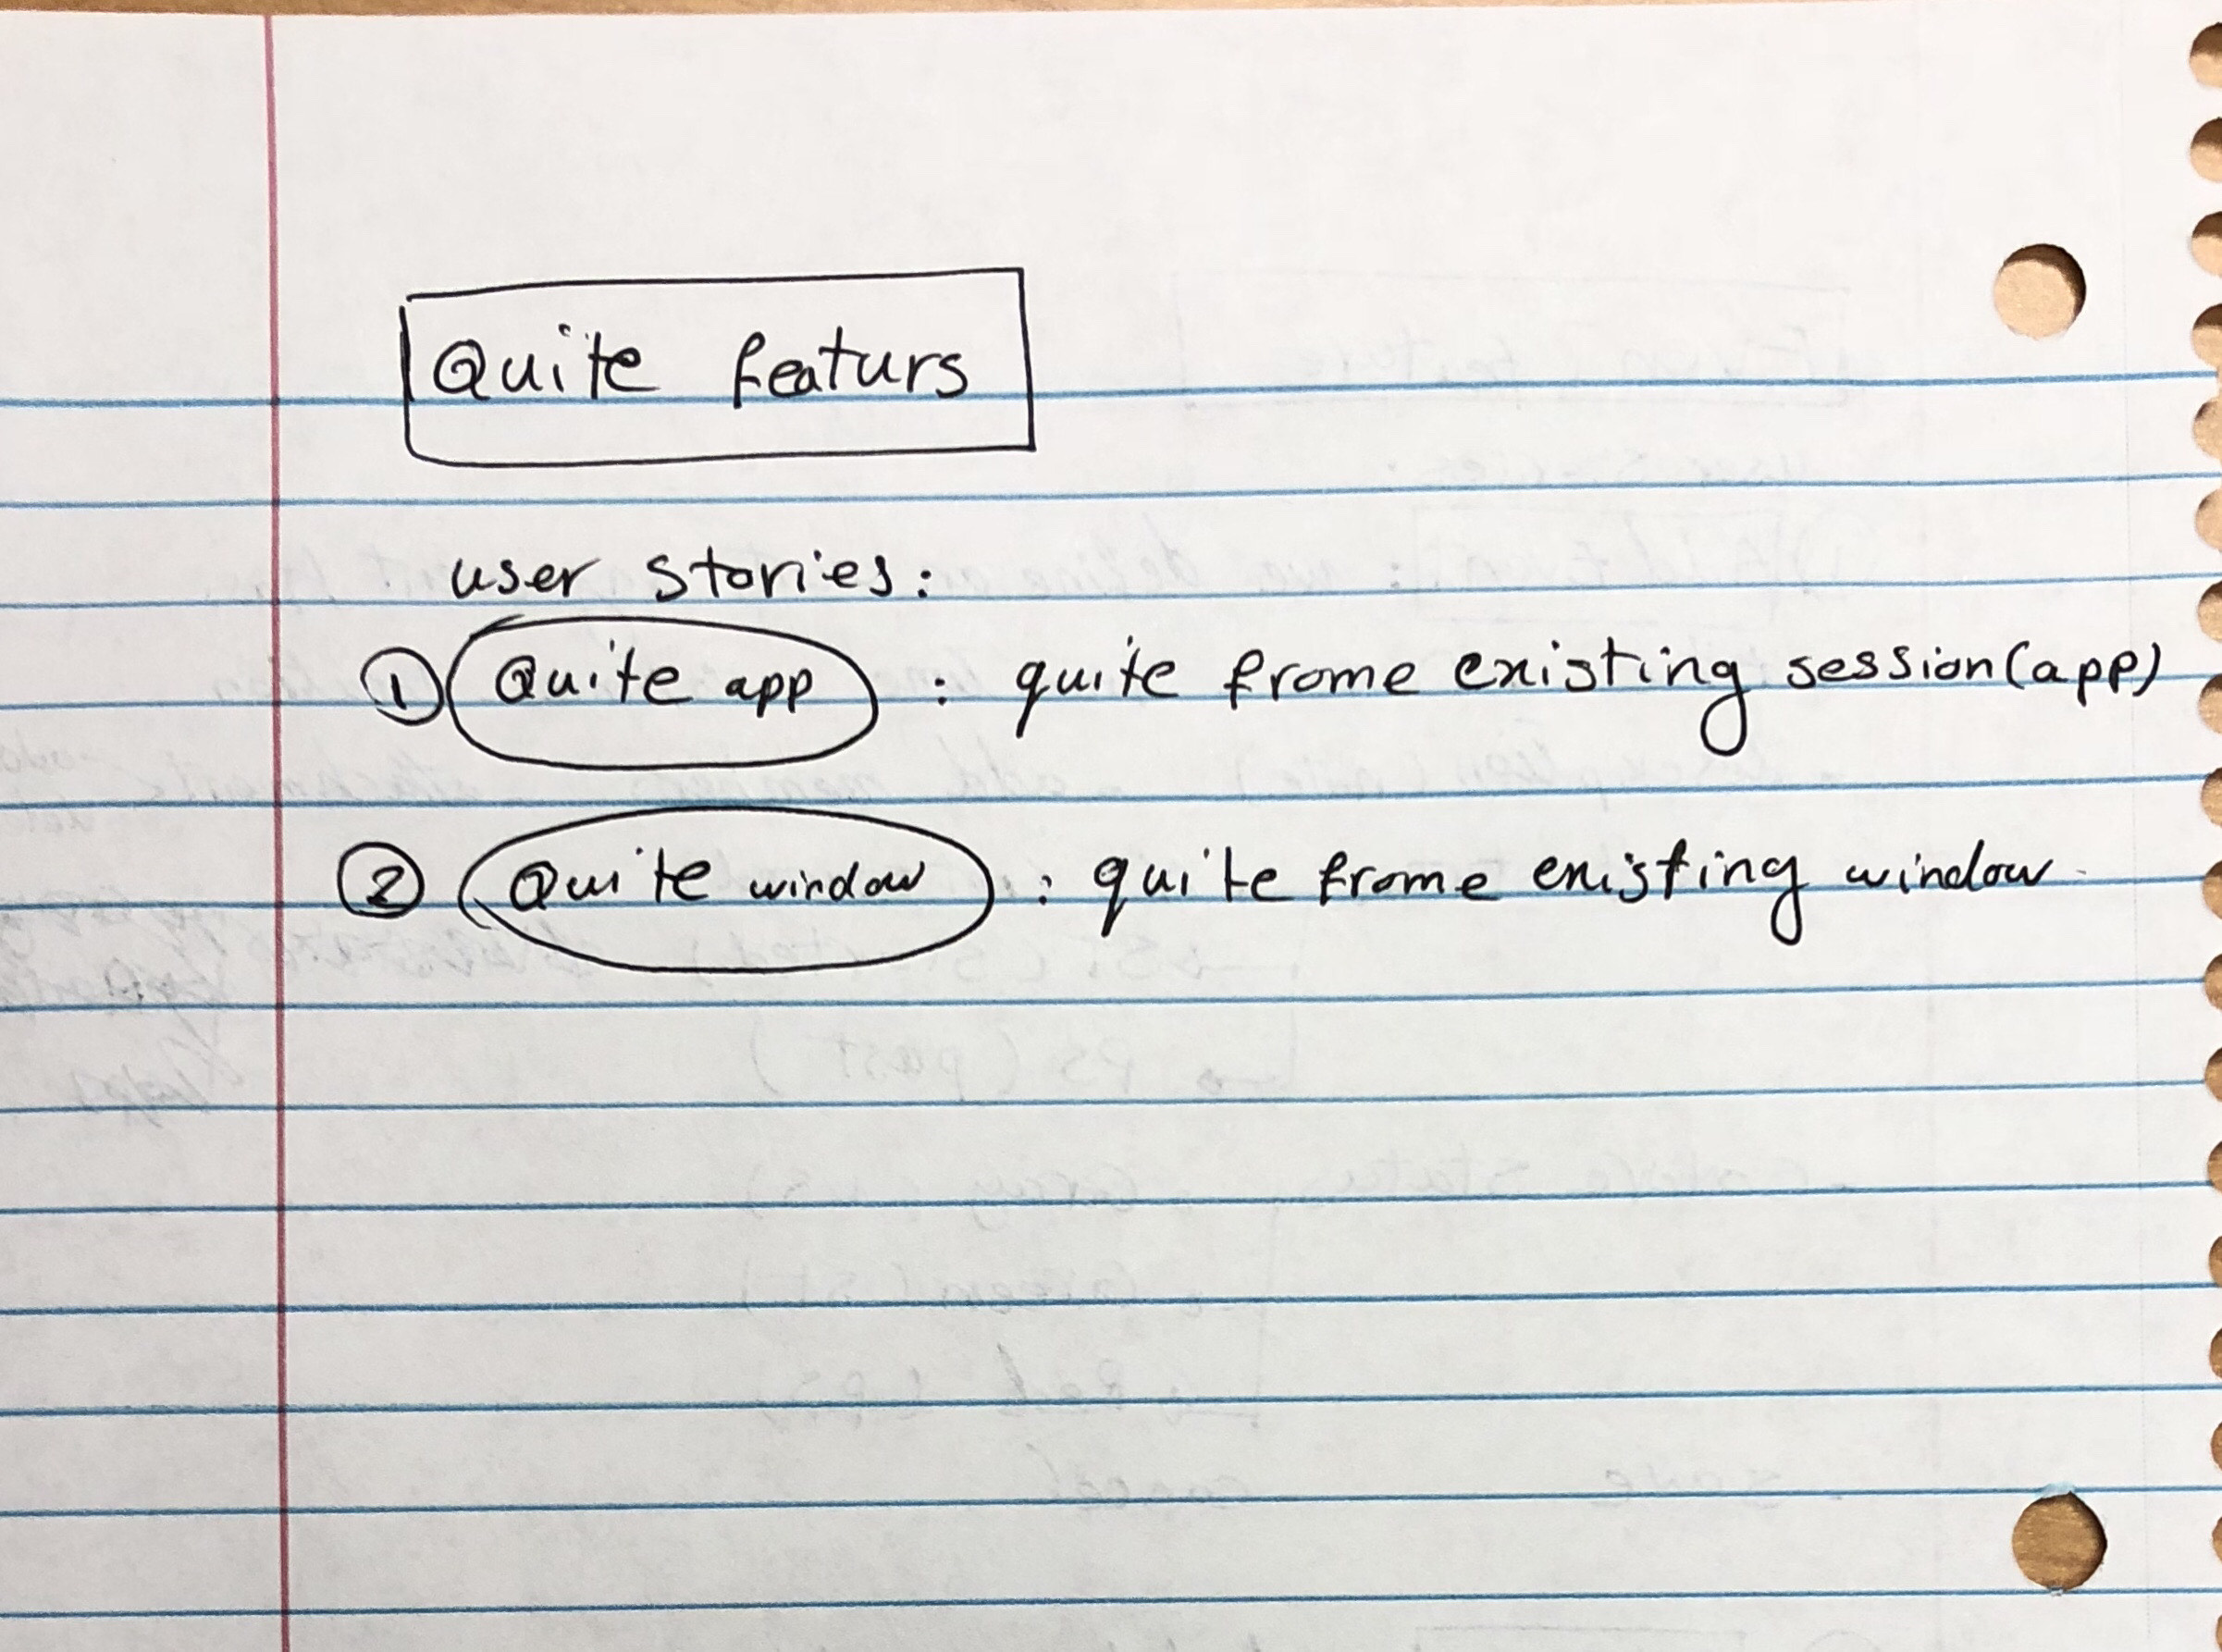 Quite featurs
user stories:
① Quite app : quite frome existing session(app)
② Quite window : quite frome existing window.